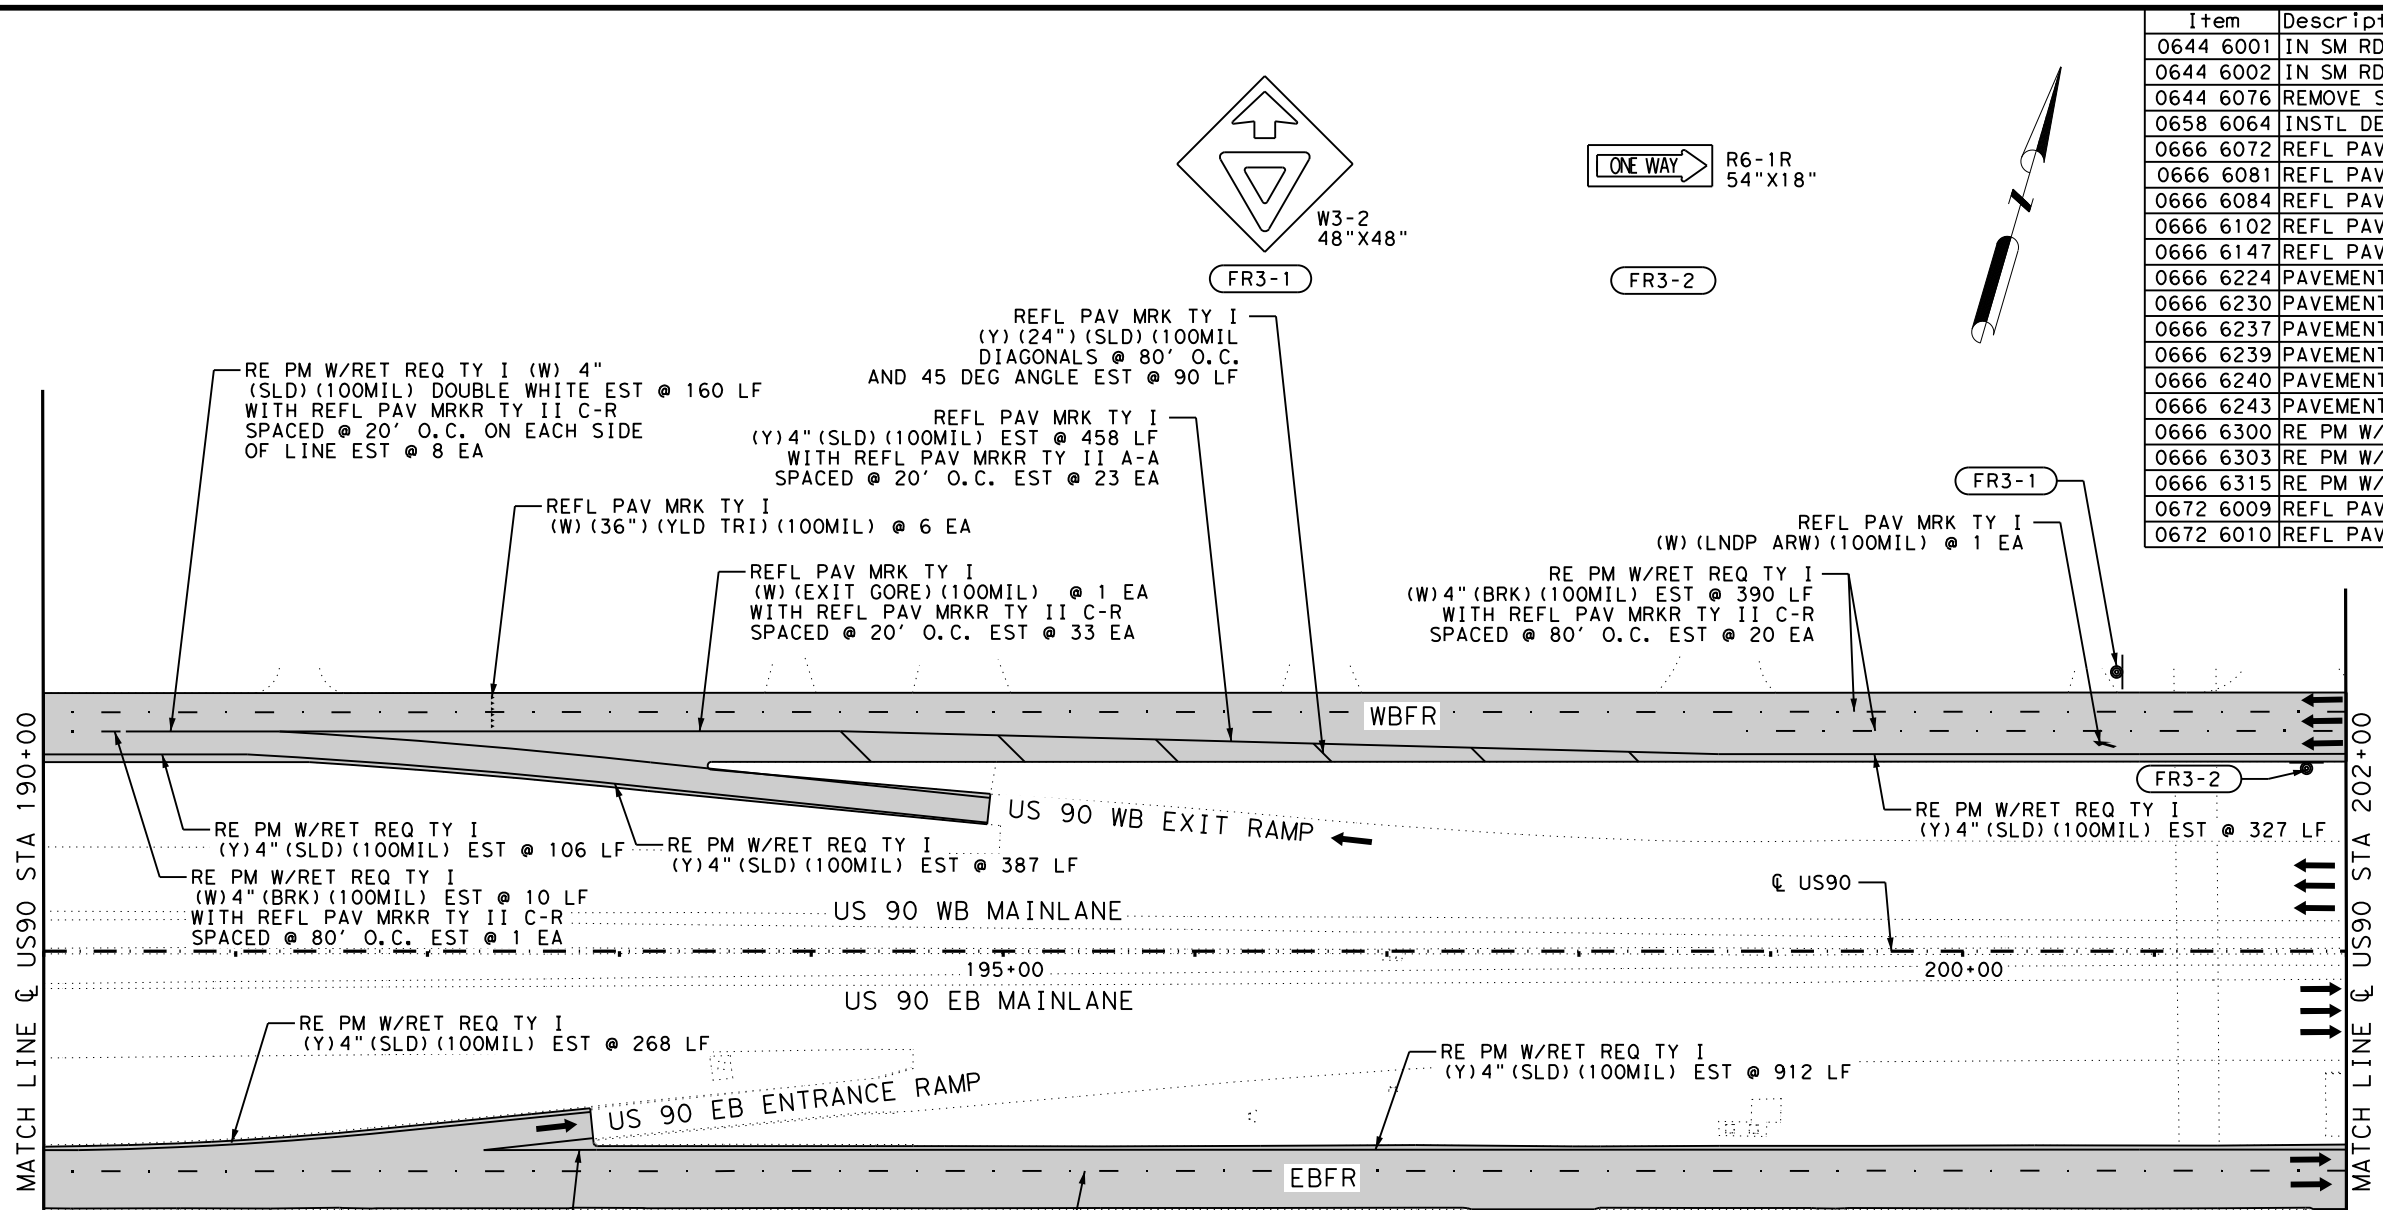 Item Descript
0644 6001 IN SM RD
0644 6002 IN SM RD
0644 6076 REMOVE S
0658 6064 INSTL DE
0666 6072 REFL PAV
0666 6081 REFL PAV
0666 6084 REFL PAV
0666 6102 REFL PAV
0666 6147 REFL PAV
0666 6224 PAVEMENT
0666 6230 PAVEMENT
0666 6237 PAVEMENT
0666 6239 PAVEMENT
0666 6240 PAVEMENT
0666 6243 PAVEMENT
0666 6300 RE PM W/
0666 6303 RE PM W/
0666 6315 RE PM W/
0672 6009 REFL PAV
0672 6010 REFL PAV
W3-2
48"X48"
FR3-1
ONE WAY
R6-1R
54"X18"
FR3-2
N
REFL PAV MRK TY I
(Y)(24")(SLD)(100MIL
DIAGONALS @ 80' O.C.
AND 45 DEG ANGLE EST @ 90 LF
RE PM W/RET REQ TY I (W) 4"
(SLD)(100MIL) DOUBLE WHITE EST @ 160 LF
WITH REFL PAV MRKR TY II C-R
SPACED @ 20' O.C. ON EACH SIDE
OF LINE EST @ 8 EA
REFL PAV MRK TY I
(Y)4"(SLD)(100MIL) EST @ 458 LF
WITH REFL PAV MRKR TY II A-A
SPACED @ 20' O.C. EST @ 23 EA
REFL PAV MRK TY I
(W)(36")(YLD TRI)(100MIL) @ 6 EA
FR3-1
REFL PAV MRK TY I
(W)(LNDP ARW)(100MIL) @ 1 EA
REFL PAV MRK TY I
(W)(EXIT GORE)(100MIL) @ 1 EA
WITH REFL PAV MRKR TY II C-R
SPACED @ 20' O.C. EST @ 33 EA
RE PM W/RET REQ TY I
(W)4"(BRK)(100MIL) EST @ 390 LF
WITH REFL PAV MRKR TY II C-R
SPACED @ 80' O.C. EST @ 20 EA
WBFR
FR3-2
US 90 WB EXIT RAMP
RE PM W/RET REQ TY I
(Y)4"(SLD)(100MIL) EST @ 327 LF
RE PM W/RET REQ TY I
(Y)4"(SLD)(100MIL) EST @ 106 LF
RE PM W/RET REQ TY I
(Y)4"(SLD)(100MIL) EST @ 387 LF
RE PM W/RET REQ TY I
(W)4"(BRK)(100MIL) EST @ 10 LF
WITH REFL PAV MRKR TY II C-R
SPACED @ 80' O.C. EST @ 1 EA
℄ US90
US 90 WB MAINLANE
195+00
200+00
US 90 EB MAINLANE
RE PM W/RET REQ TY I
(Y)4"(SLD)(100MIL) EST @ 268 LF
RE PM W/RET REQ TY I
(Y)4"(SLD)(100MIL) EST @ 912 LF
US 90 EB ENTRANCE RAMP
EBFR
MATCH LINE ℄ US90 STA 190+00
MATCH LINE ℄ US90 STA 202+00